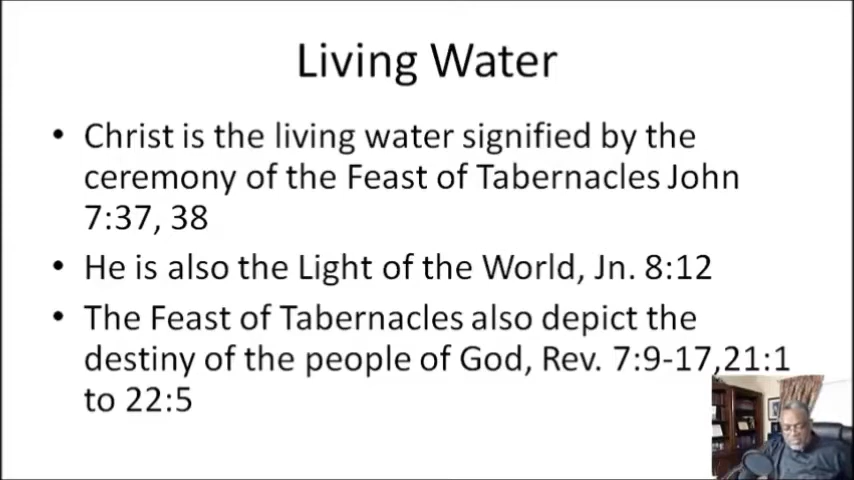 Living Water
• Christ is the living water signified by the
ceremony of the Feast of Tabernacles John
7:37, 38
• He is also the Light of the World, Jn. 8:12
• The Feast of Tabernacles also depict the
destiny of the people of God, Rev. 7:9-17,21:1
to 22:5